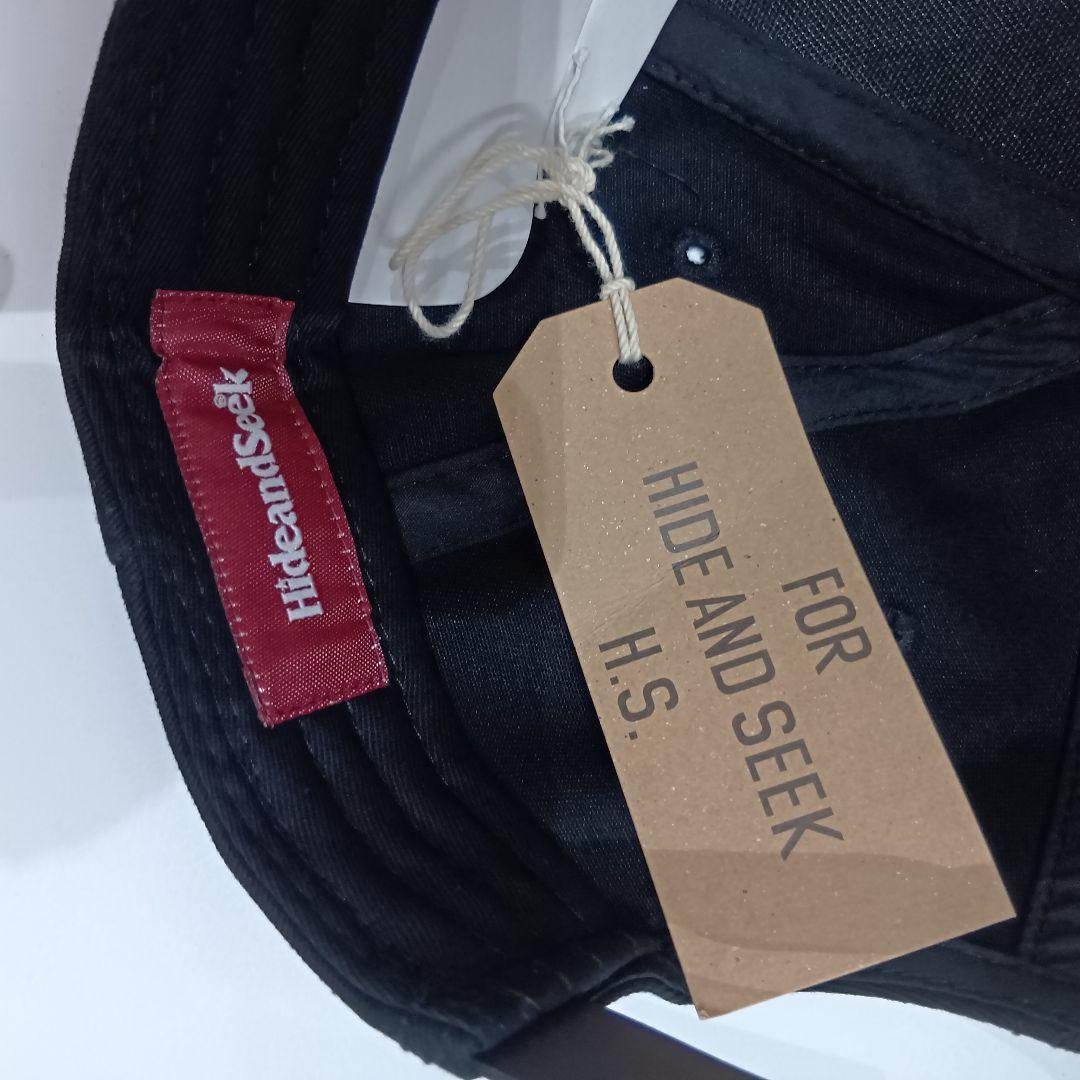 HideandSeek
FOR
HIDE AND SEEK
H.S.